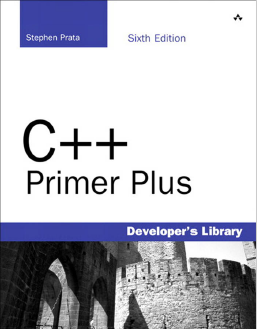 Stephen Prata
Sixth Edition
C++
Primer Plus
Developer's Library